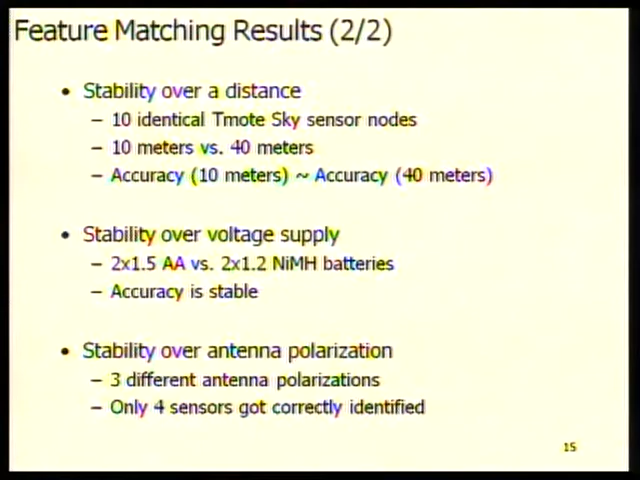 Feature Matching Results (2/2)
• Stability over a distance
– 10 identical Tmote Sky sensor nodes
– 10 meters vs. 40 meters
– Accuracy (10 meters) ~ Accuracy (40 meters)
• Stability over voltage supply
– 2x1.5 AA vs. 2x1.2 NiMH batteries
– Accuracy is stable
• Stability over antenna polarization
– 3 different antenna polarizations
– Only 4 sensors got correctly identified
15